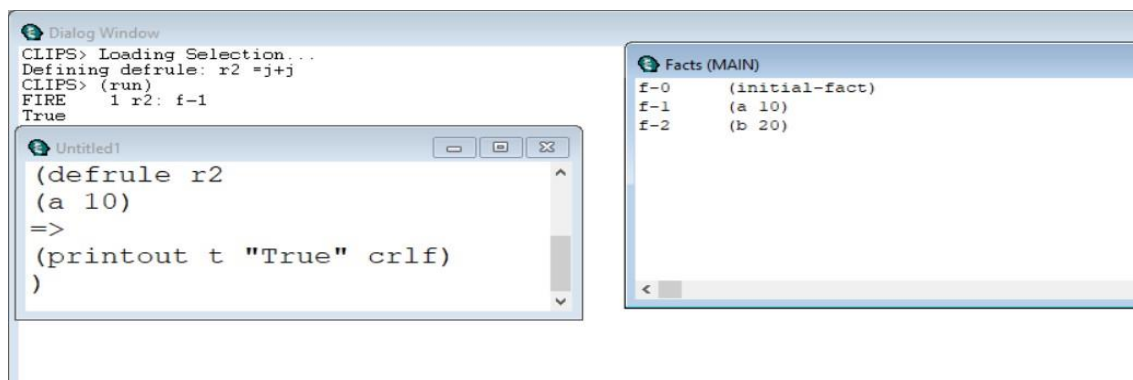 Dialog Window
CLIPS> Loading Selection...
Defining defrule: r2 =j+j
CLIPS> (run)
FIRE    1 r2: f-1
True
Untitled1
(defrule r2
(a 10)
=>
(printout t "True" crlf)
)
Facts (MAIN)
f-0 (initial-fact)
f-1 (a 10)
f-2 (b 20)